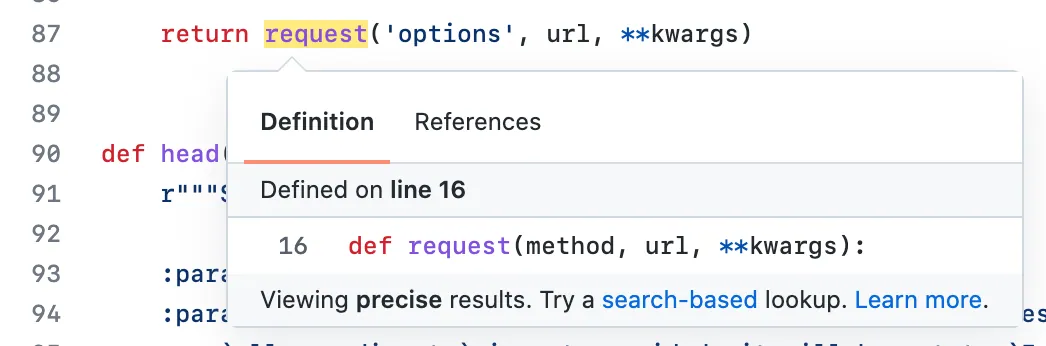 87 return request('options', url, **kwargs)
88
Definition References
89
90 def head(
Defined on line 16
91 r"""
92
16 def request(method, url, **kwargs):
93 :para
94 :para
Viewing precise results. Try a search-based lookup. Learn more.